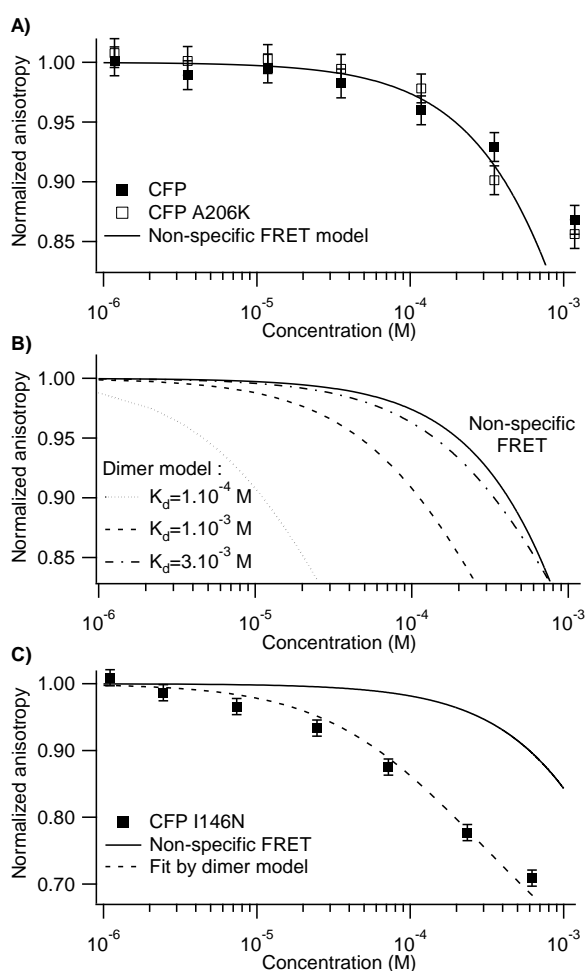 A)
Normalized anisotropy
1.00
0.95
0.90
0.85
CFP
CFP A206K
Non-specific FRET model
10⁻⁶ 10⁻⁵ 10⁻⁴ 10⁻³
Concentration (M)
B)
Normalized anisotropy
1.00
0.95
0.90
0.85
Non-specific
FRET
Dimer model :
K_d=1.10⁻⁴ M
K_d=1.10⁻³ M
K_d=3.10⁻³ M
10⁻⁶ 10⁻⁵ 10⁻⁴ 10⁻³
Concentration (M)
C)
Normalized anisotropy
1.00
0.90
0.80
0.70
CFP I146N
Non-specific FRET
Fit by dimer model
10⁻⁶ 10⁻⁵ 10⁻⁴ 10⁻³
Concentration (M)